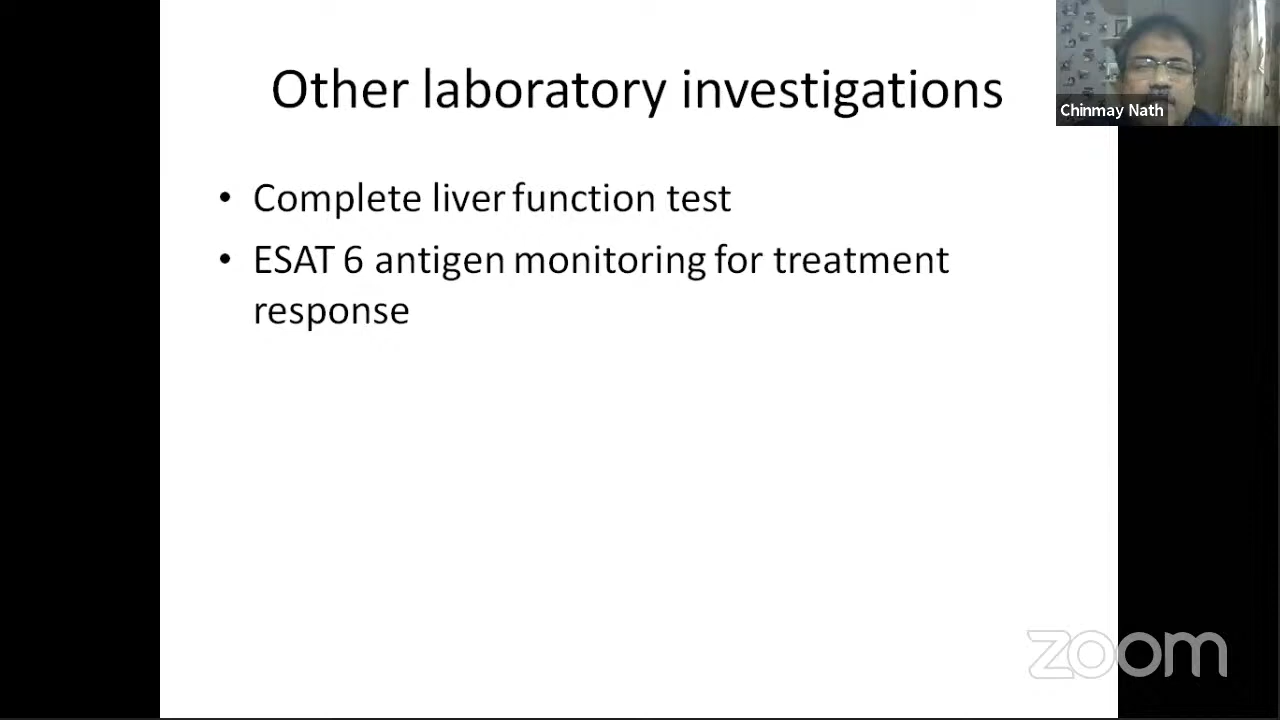 Other laboratory investigations
Chinmay Nath
• Complete liver function test
• ESAT 6 antigen monitoring for treatment
response
zoom